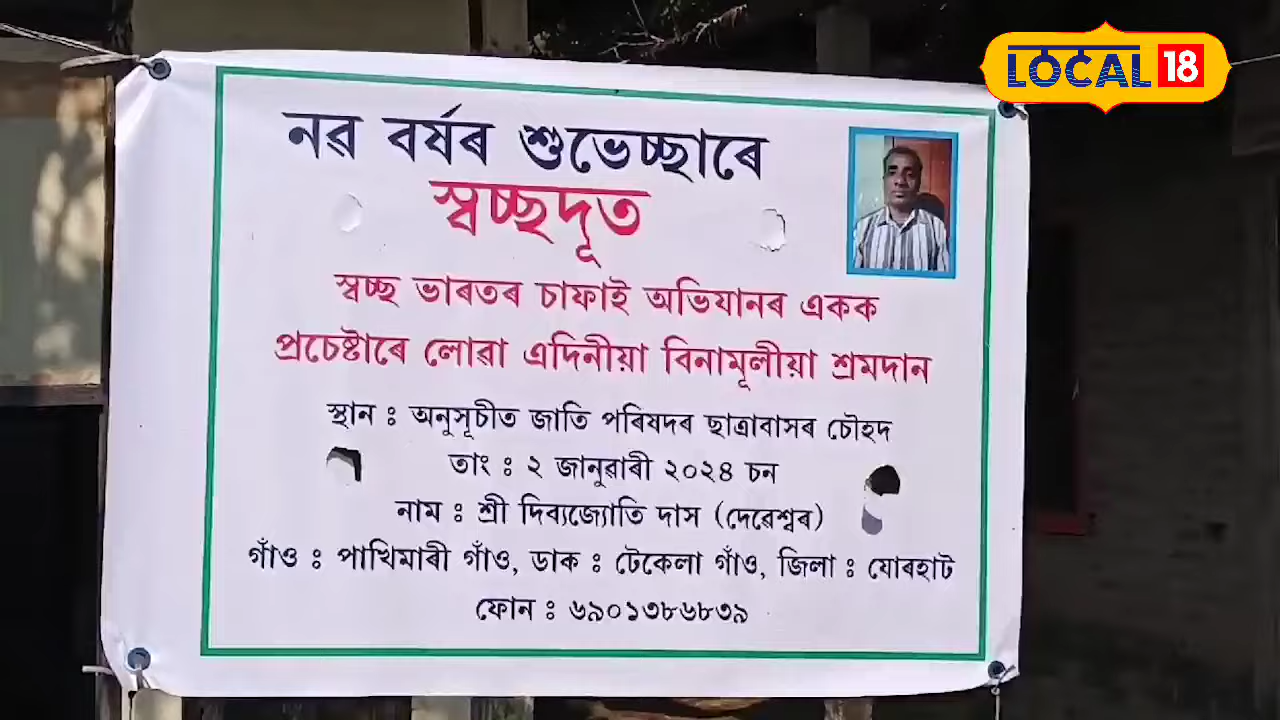 LOCAL 18
নৱ বৰ্ষৰ শুভেচ্ছাৰে
স্বচ্ছদূত
স্বচ্ছ ভাৰতৰ চাফাই অভিযানৰ একক
প্ৰচেষ্টাৰে লোৱা এদিনীয়া বিনামূলীয়া শ্ৰমদান
স্থান : অনুসূচীত জাতি পৰিষদৰ ছাত্ৰাবাসৰ চৌহদ
তাং : ২ জানুৱাৰী ২০২৪ চন
নাম : শ্ৰী দিব্যজ্যোতি দাস (দেৱেশ্বৰ)
গাঁও : পাখিমাৰী গাঁও, ডাক : টেকেলা গাঁও, জিলা : যোৰহাট
ফোন : ৬৯০১৩৮৬৮৩৯